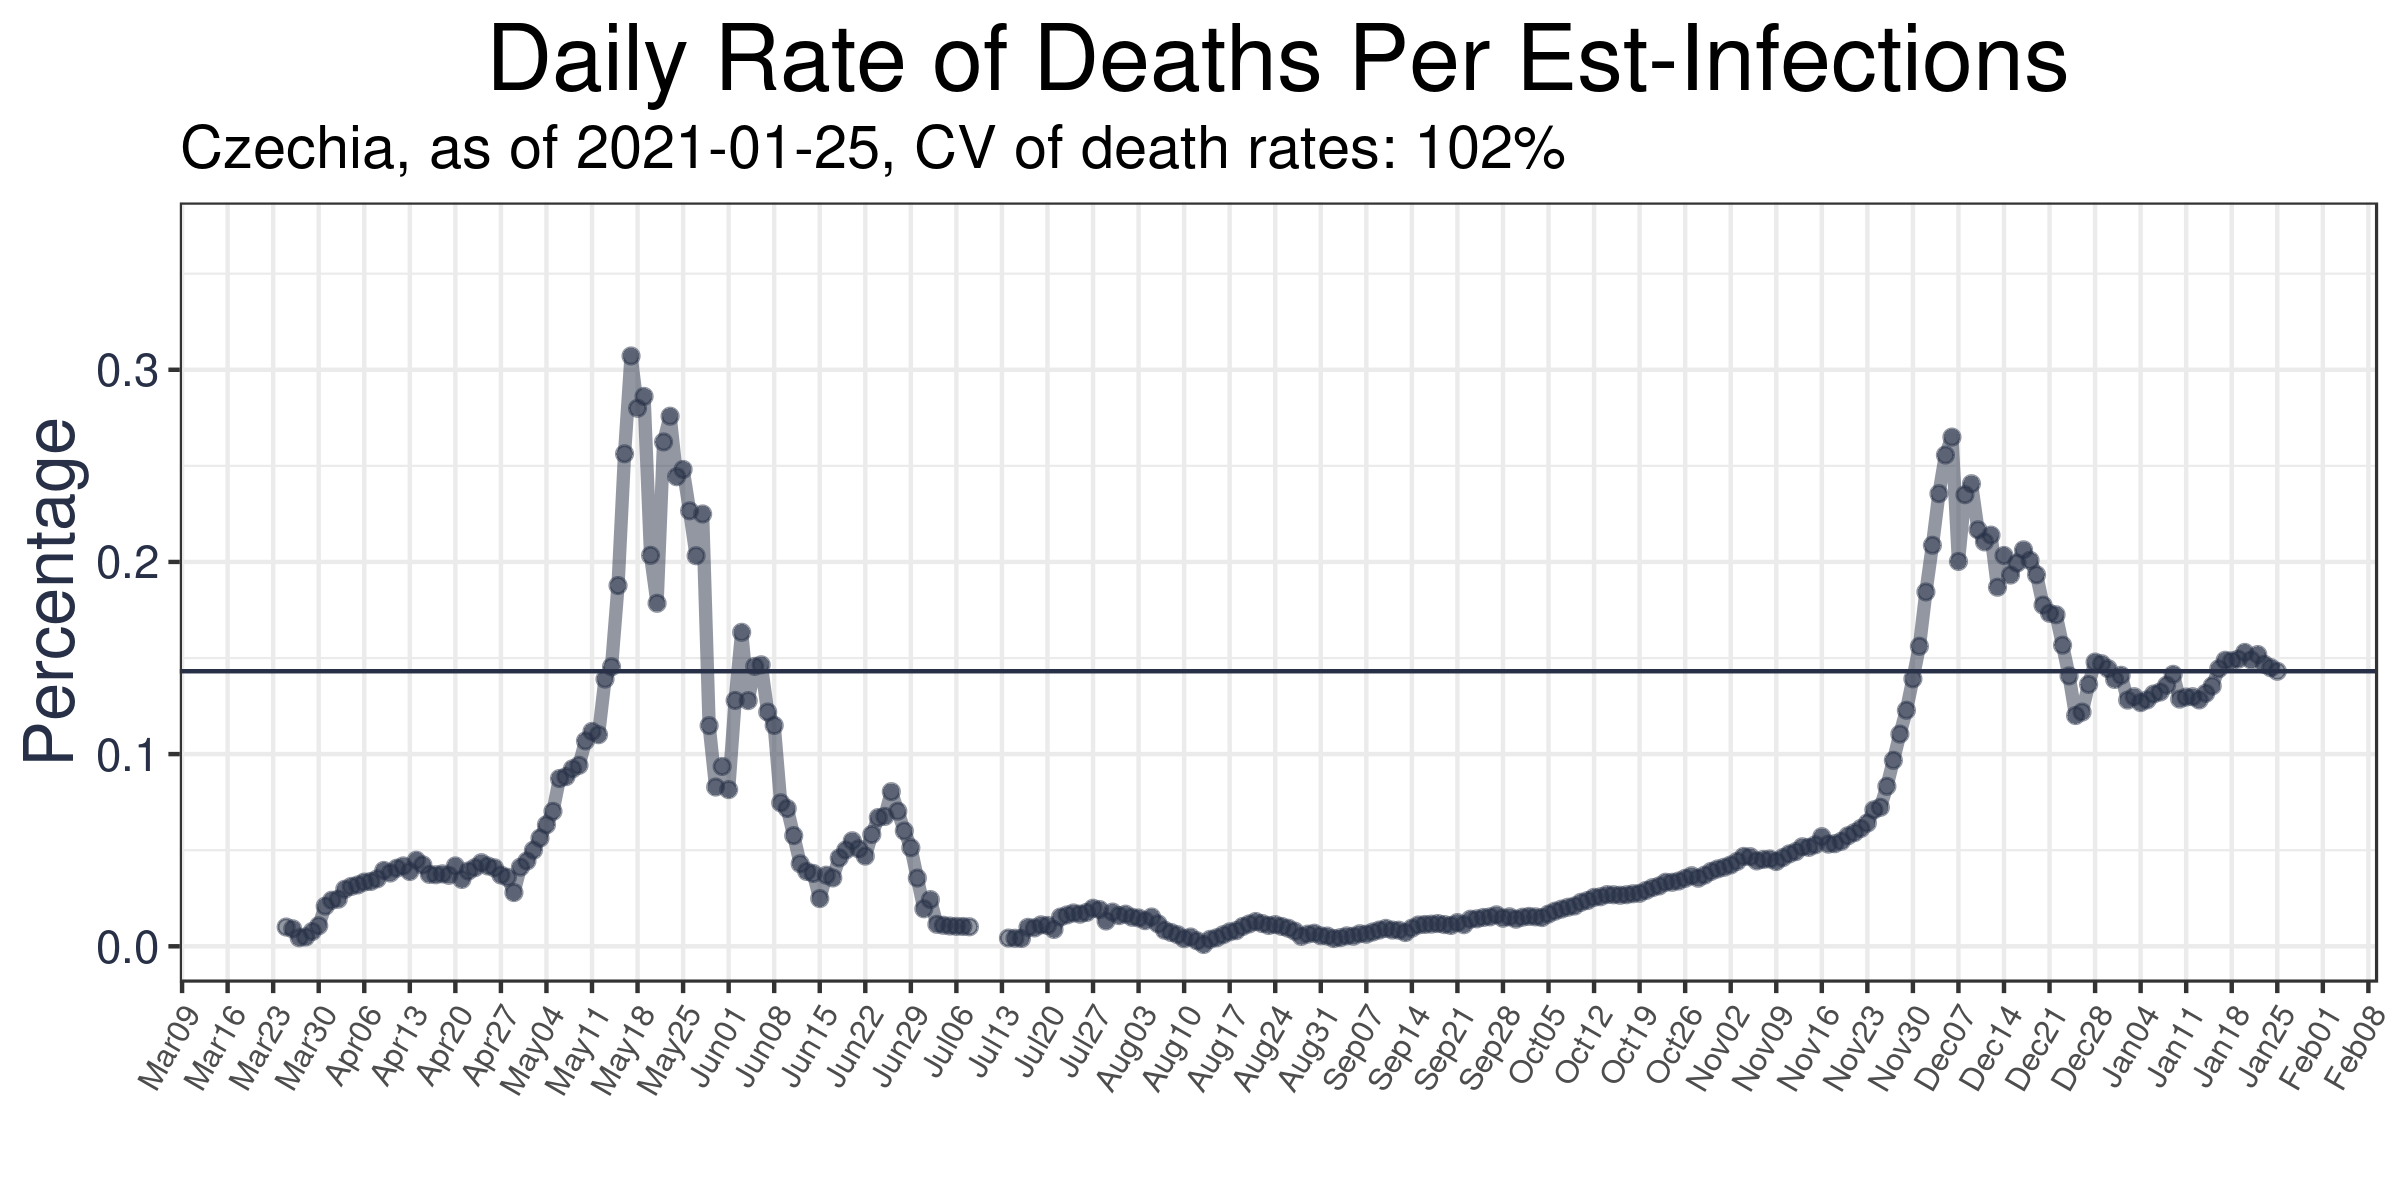 Daily Rate of Deaths Per Est-Infections
Czechia, as of 2021-01-25, CV of death rates: 102%
Percentage
0.3
0.2
0.1
0.0
Mar09 Mar16 Mar23 Mar30 Apr06 Apr13 Apr20 Apr27 May04 May11 May18 May25 Jun01 Jun08 Jun15 Jun22 Jun29 Jul06 Jul13 Jul20 Jul27 Aug03 Aug10 Aug17 Aug24 Aug31 Sep07 Sep14 Sep21 Sep28 Oct05 Oct12 Oct19 Oct26 Nov02 Nov09 Nov16 Nov23 Nov30 Dec07 Dec14 Dec21 Dec28 Jan04 Jan11 Jan18 Jan25 Feb01 Feb08